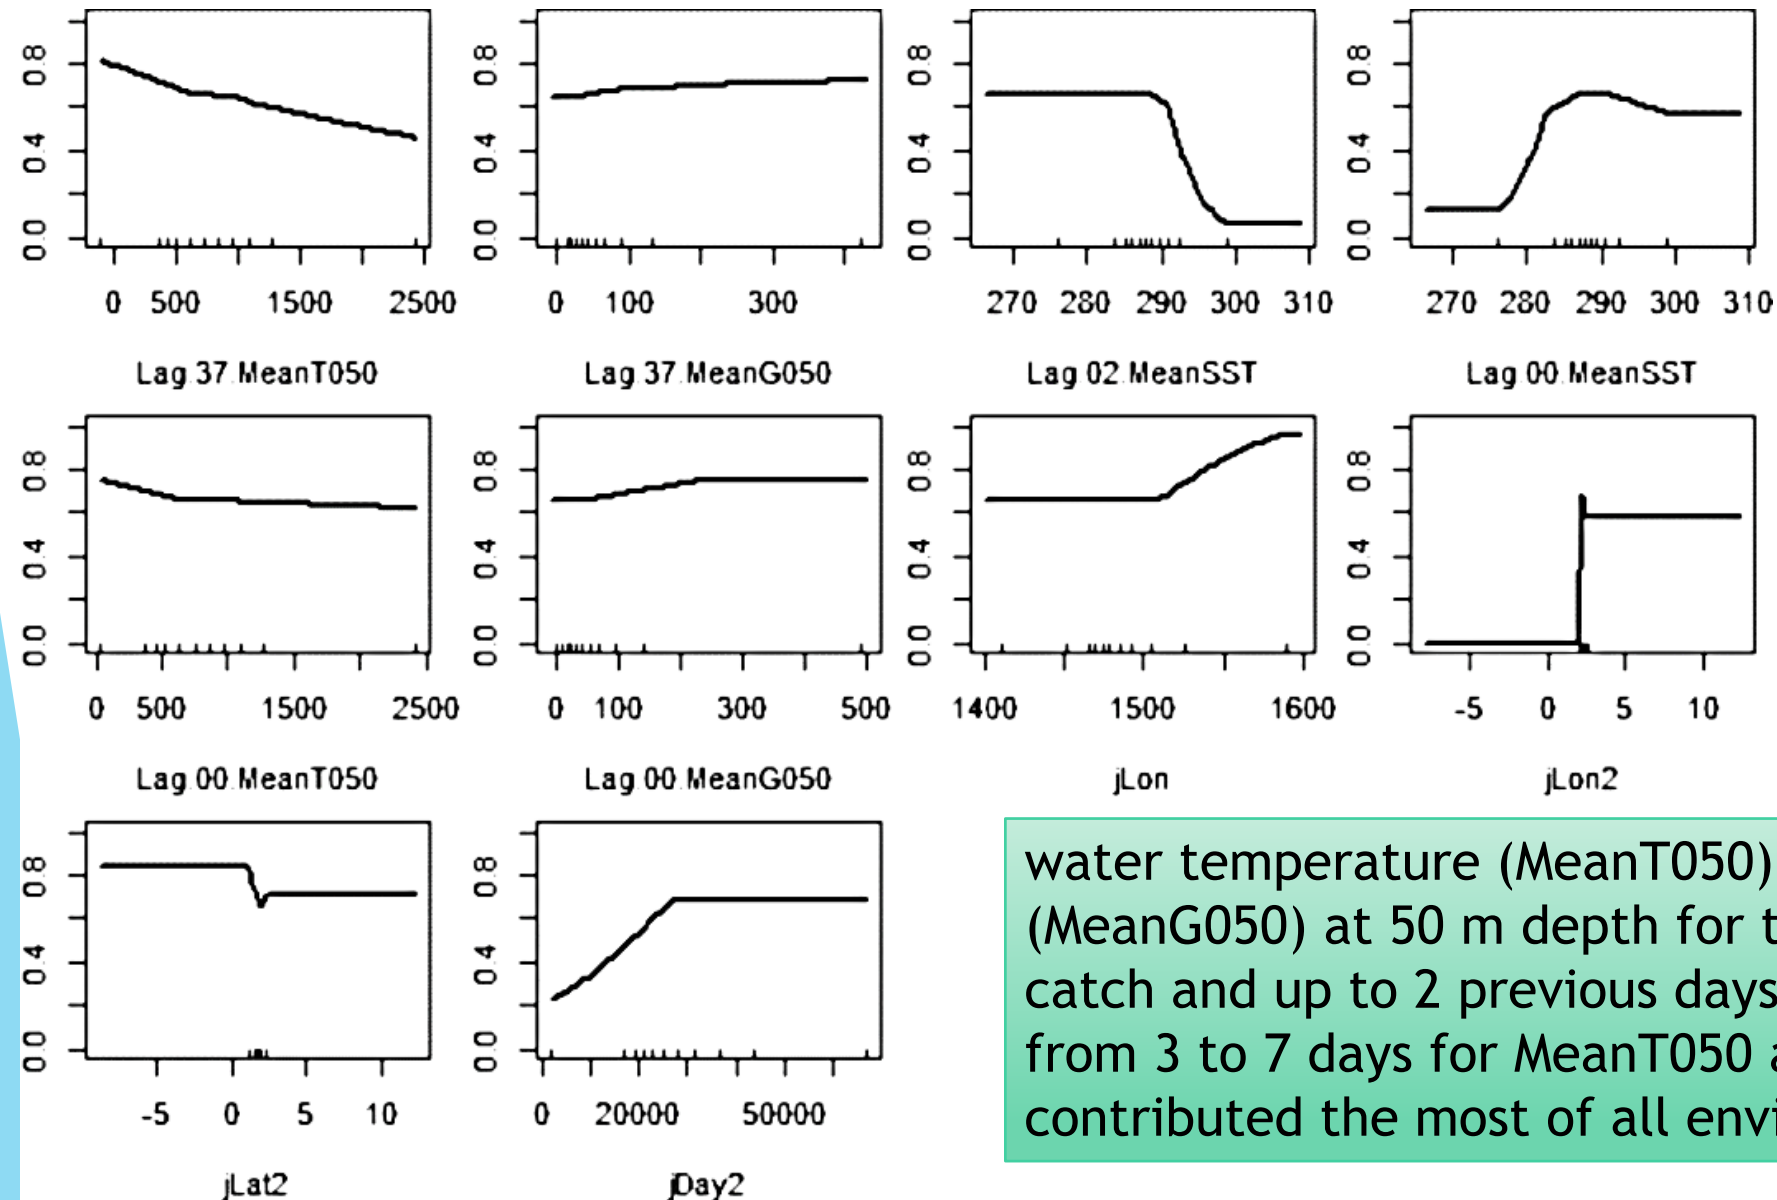 0.8 0.8 0.8 0.8
0.4 0.4 0.4 0.4
0.0 0.0 0.0 0.0
0 500 1500 2500 0 100 300 270 280 290 300 310 270 280 290 300 310
Lag.37.MeanT050 Lag.37.MeanG050 Lag.02.MeanSST Lag.00.MeanSST
0.8 0.8 0.8 0.8
0.4 0.4 0.4 0.4
0.0 0.0 0.0 0.0
0 500 1500 2500 0 100 300 500 1400 1500 1600 -5 0 5 10
Lag.00.MeanT050 Lag.00.MeanG050 jLon jLon2
0.8 0.8
0.4 0.4
0.0 0.0
-5 0 5 10 0 20000 50000
jLat2 jDay2
water temperature (MeanT050)
(MeanG050) at 50 m depth for t
catch and up to 2 previous days
from 3 to 7 days for MeanT050 a
contributed the most of all envi